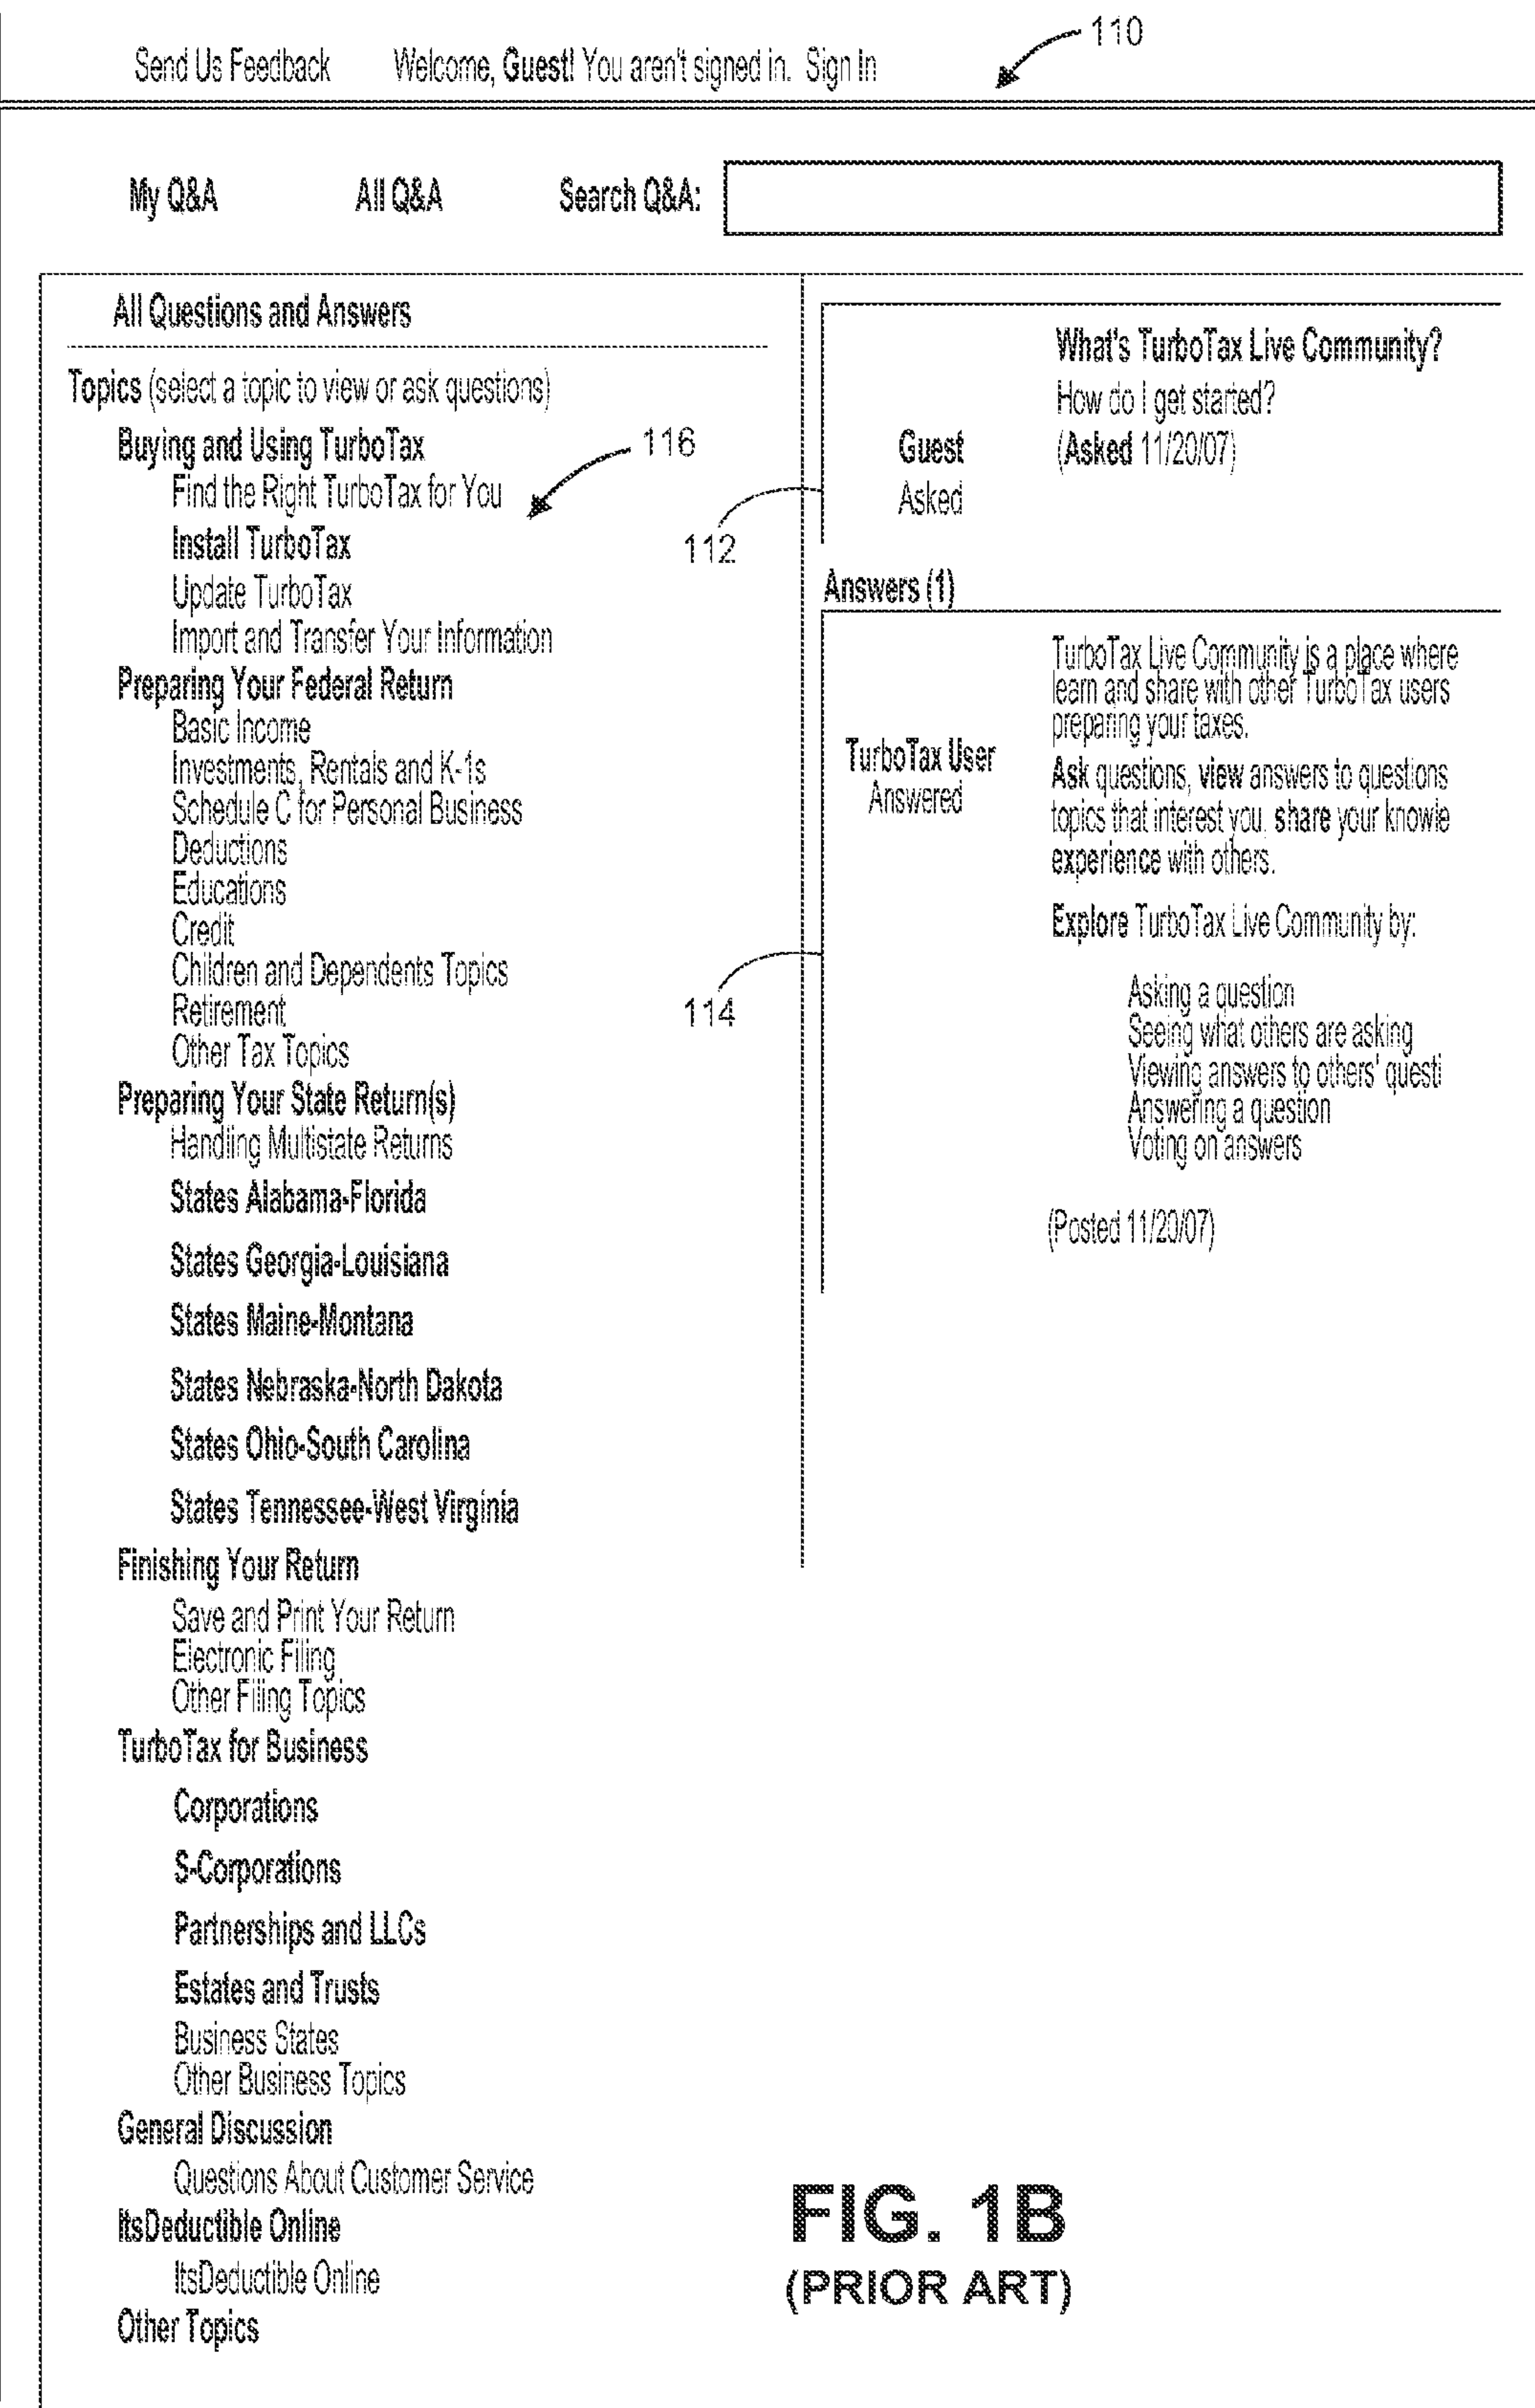 110
Send Us Feedback Welcome, Guest! You aren't signed in. Sign In
My Q&A All Q&A Search Q&A:
All Questions and Answers
Topics (select a topic to view or ask questions)
Buying and Using TurboTax
116
Find the Right TurboTax for You
Install TurboTax
Update TurboTax
Import and Transfer Your Information
Preparing Your Federal Return
Basic Income
Investments, Rentals and K-1s
Schedule C for Personal Business
Deductions
Educations
Credit
Children and Dependents Topics
Retirement
Other Tax Topics
Preparing Your State Return(s)
Handling Multistate Returns
States Alabama-Florida
States Georgia-Louisiana
States Maine-Montana
States Nebraska-North Dakota
States Ohio-South Carolina
States Tennessee-West Virginia
Finishing Your Return
Save and Print Your Return
Electronic Filing
Other Filing Topics
TurboTax for Business
Corporations
S-Corporations
Partnerships and LLCs
Estates and Trusts
Business States
Other Business Topics
General Discussion
Questions About Customer Service
ItsDeductible Online
ItsDeductible Online
Other Topics
What's TurboTax Live Community?
How do I get started?
Guest (Asked 11/20/07)
Asked
112
Answers (1)
TurboTax Live Community is a place where
learn and share with other TurboTax users
preparing your taxes.
TurboTax User
Answered
Ask questions, view answers to questions
topics that interest you, share your knowle
experience with others.
Explore TurboTax Live Community by:
114
Asking a question
Seeing what others are asking
Viewing answers to others' questi
Answering a question
Voting on answers
(Posted 11/20/07)
FIG. 1B
(PRIOR ART)